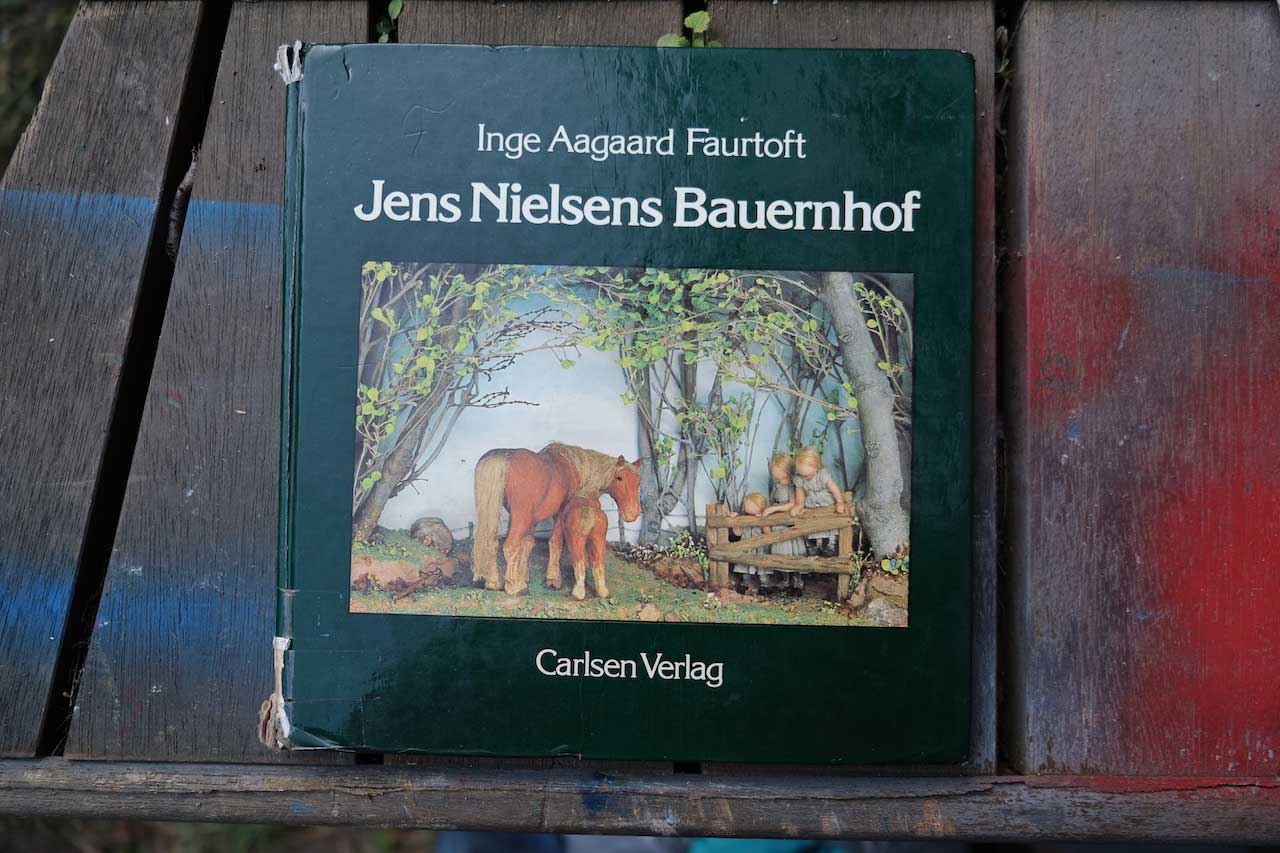 Inge Aagaard Faurtoft
Jens Nielsens Bauernhof
Carlsen Verlag